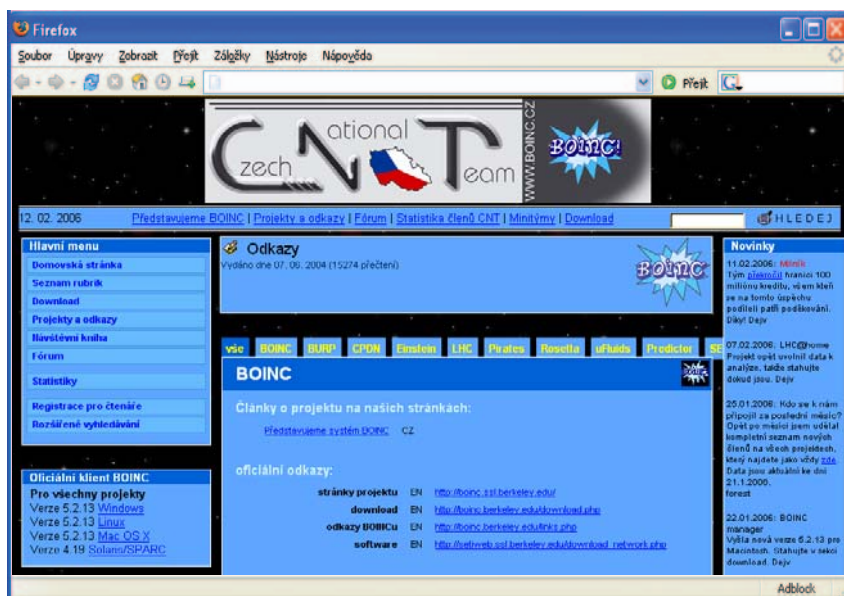 Firefox
Soubor Úpravy Zobrazit Přejít Záložky Nástroje Nápověda
Přejít
Czech National Team
WWW.BOINC.CZ
BOINC!
12. 02. 2006 Představujeme BOINC | Projekty a odkazy | Fórum | Statistika členů CNT | Minitýmy | Download HLEDEJ
Hlavní menu
Domovská stránka
Seznam rubrik
Download
Projekty a odkazy
Návštěvní kniha
Fórum
Statistiky
Registrace pro čtenáře
Rozšířené vyhledávání
Oficiální klient BOINC
Pro všechny projekty
Verze 5.2.13 Windows
Verze 5.2.13 Linux
Verze 5.2.13 Mac OS X
Verze 4.19 Solaris/SPARC
Odkazy
Vydáno dne 07. 06. 2004 (15274 přečtení)
BOINC
vše BOINC BURP CPDN Einstein LHC Pirates Rosetta uFluids Predictor SE
BOINC
Články o projektu na našich stránkách:
Představujeme systém BOINC CZ
oficiální odkazy:
stránky projektu EN http://boinc.ssl.berkeley.edu/
download EN http://boinc.berkeley.edu/download.php
odkazy BOINCu EN http://boinc.berkeley.edu/links.php
software EN http://setiweb.ssl.berkeley.edu/download_network.php
Novinky
11.02.2006: Milník
Tým překročil hranici 100
miliónu kreditu, všem kteří
se na tomto úspěchu
podíleli patří poděkování.
Díky! Dejv
07.02.2006: LHC@home
Projekt opět uvolnil data k
analýze, takže stahujte
dokud jsou. Dejv
25.01.2006: Kdo se k nám
připojil za poslední měsíc?
Opět po měsíci jsem udělal
kompletní seznam nových
členů na všech projektech,
který najdete jako vždy zde.
Data jsou aktuální ke dni
21.1.2006.
forest
22.01.2006: BOINC
manager
Vyšla nová verze 5.2.13 pro
Macintosh. Stahujte v sekci
download. Dejv
Adblock